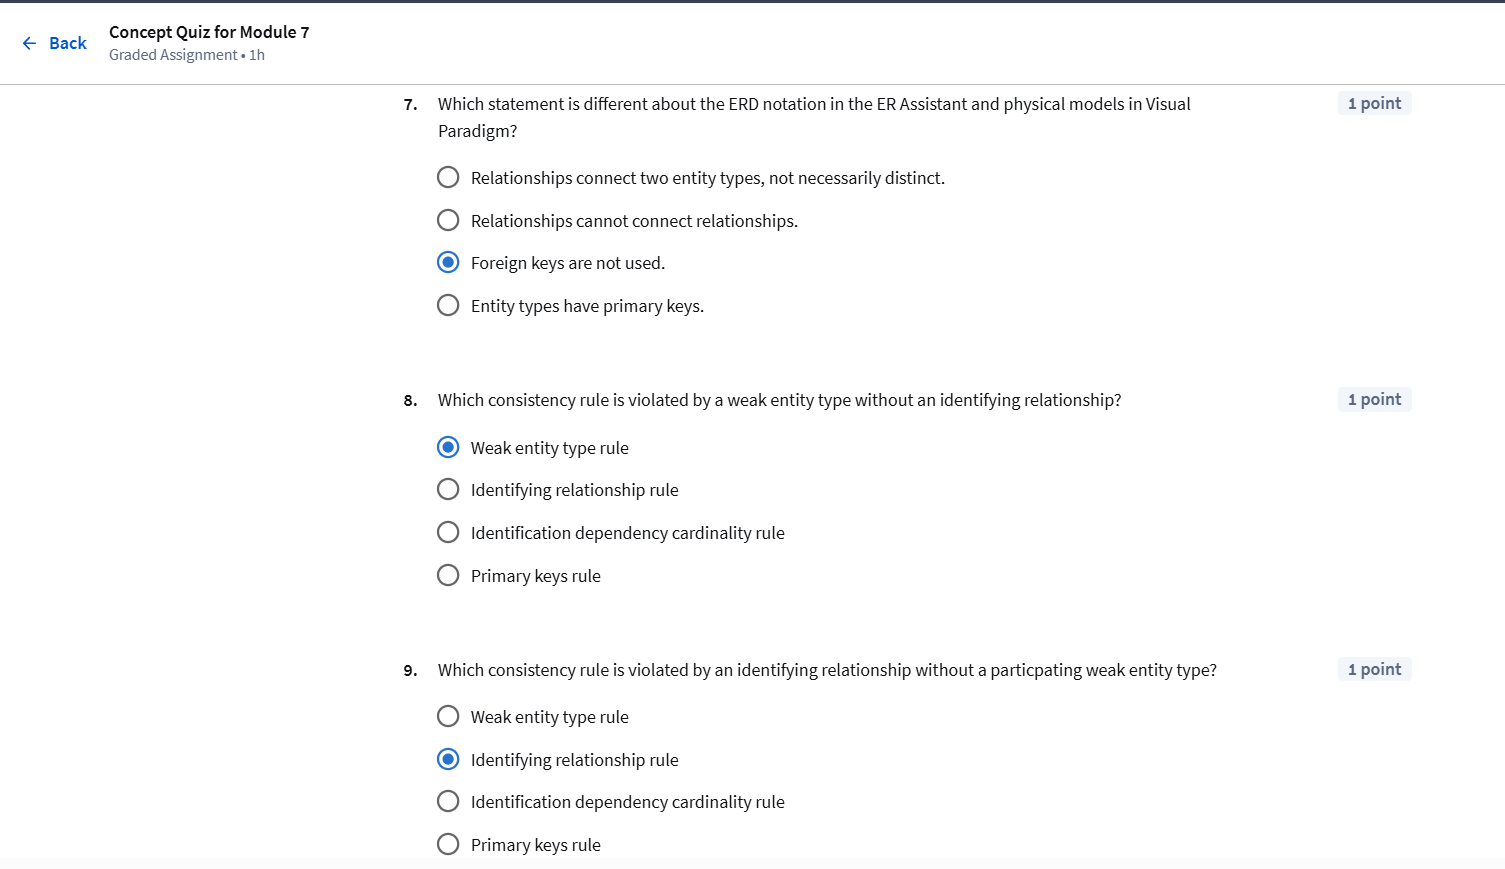 ← Back
Concept Quiz for Module 7
Graded Assignment • 1h
7. Which statement is different about the ERD notation in the ER Assistant and physical models in Visual
Paradigm?
1 point
Relationships connect two entity types, not necessarily distinct.
Relationships cannot connect relationships.
Foreign keys are not used.
Entity types have primary keys.
8. Which consistency rule is violated by a weak entity type without an identifying relationship?
1 point
Weak entity type rule
Identifying relationship rule
Identification dependency cardinality rule
Primary keys rule
9. Which consistency rule is violated by an identifying relationship without a particpating weak entity type?
1 point
Weak entity type rule
Identifying relationship rule
Identification dependency cardinality rule
Primary keys rule